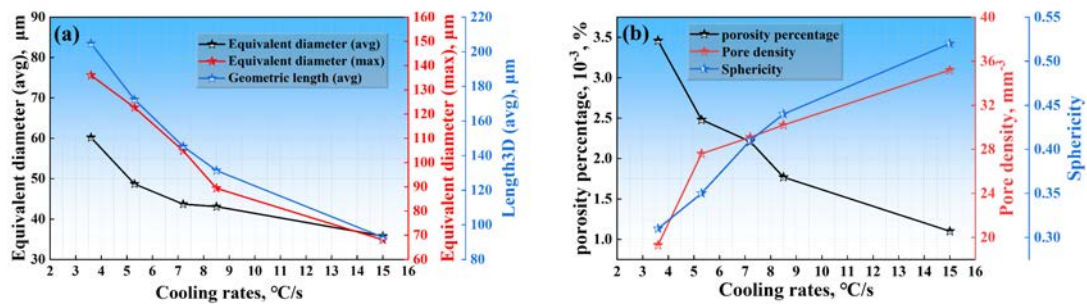 (a)
Equivalent diameter (avg)
Equivalent diameter (max)
Geometric length (avg)
90
80
70
60
50
40
30
Equivalent diameter (avg), μm
160
150
140
130
120
110
100
90
80
70
60
Equivalent diameter (max), μm
220
200
180
160
140
120
100
80
Length3D (avg), μm
2 3 4 5 6 7 8 9 10 11 12 13 14 15 16
Cooling rates, °C/s
(b)
porosity percentage
Pore density
Sphericity
3.5
3.0
2.5
2.0
1.5
1.0
porosity percentage, 10⁻³, %
40
36
32
28
24
20
Pore density, mm⁻³
0.55
0.50
0.45
0.40
0.35
0.30
Sphericity
2 3 4 5 6 7 8 9 10 11 12 13 14 15 16
Cooling rates, °C/s